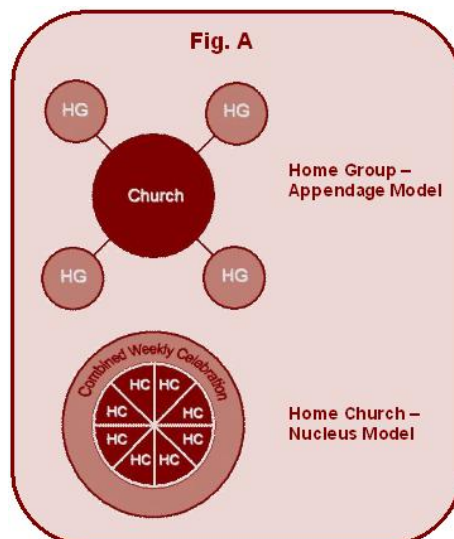 Fig. A
HG
HG
Church
Home Group –
Appendage Model
HG
HG
Combined Weekly Celebration
HC HC
HC HC
HC HC
HC HC
Home Church –
Nucleus Model